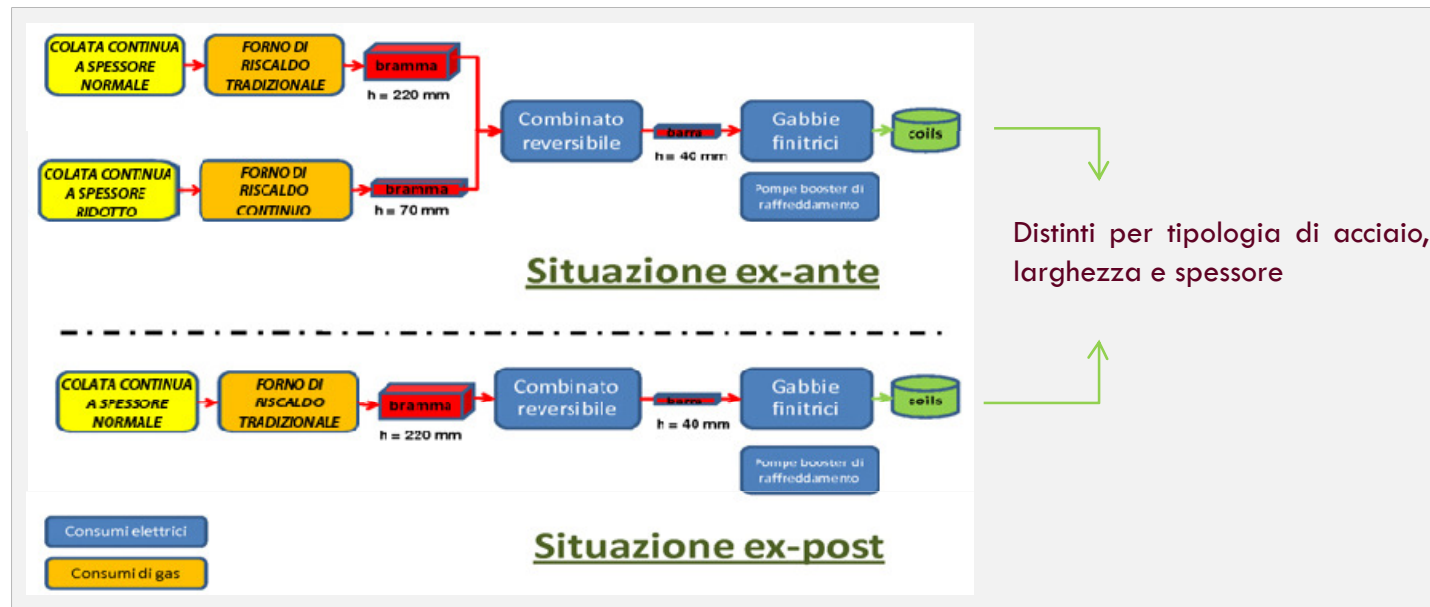 COLATA CONTINUA
A SPESSORE
NORMALE
FORNO DI
RISCALDO
TRADIZIONALE
bramma
h = 220 mm
COLATA CONTINUA
A SPESSORE
RIDOTTO
FORNO DI
RISCALDO
CONTINUO
bramma
h = 70 mm
Combinato
reversibile
barra
h = 40 mm
Gabbie
finitrici
coils
Pompe booster di
raffreddamento
Situazione ex-ante
Distinti per tipologia di acciaio,
larghezza e spessore
COLATA CONTINUA
A SPESSORE
NORMALE
FORNO DI
RISCALDO
TRADIZIONALE
bramma
h = 220 mm
Combinato
reversibile
barra
h = 40 mm
Gabbie
finitrici
coils
Pompe booster di
raffreddamento
Consumi elettrici
Consumi di gas
Situazione ex-post